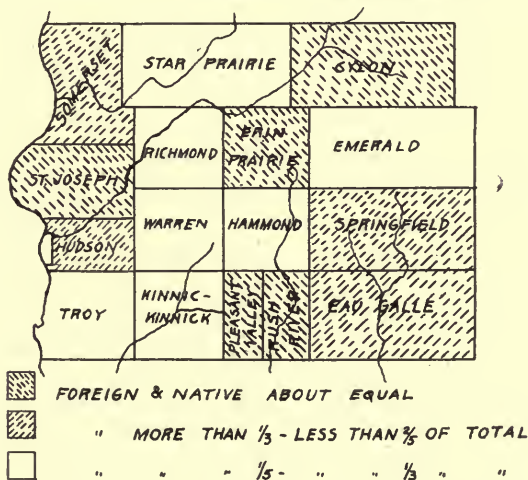 STAR PRAIRIE
CYLON
SOMERSET
ERIN
PRAIRIE
RICHMOND
EMERALD
ST. JOSEPH
WARREN
HAMMOND
SPRINGFIELD
HUDSON
TROY
KINNIC-
KINNICK
PLEASANT
VALLEY
RUSH
RIVER
EAU GALLE
FOREIGN & NATIVE ABOUT EQUAL
" MORE THAN 1/3 - LESS THAN 2/5 OF TOTAL
" " " 1/5 - " " 1/3 " "